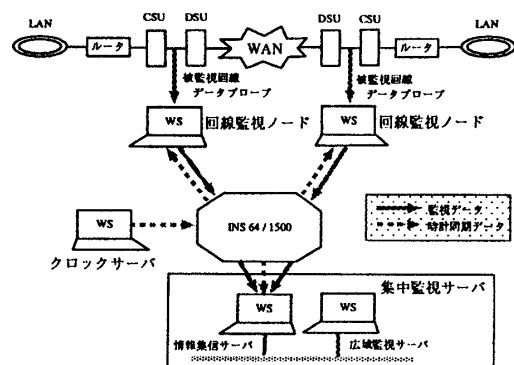 LAN
ルータ
CSU
DSU
WAN
DSU
CSU
ルータ
LAN
被監視回線
データプローブ
被監視回線
データプローブ
WS
回線監視ノード
WS
回線監視ノード
INS 64 / 1500
WS
クロックサーバ
監視データ
時計同期データ
集中監視サーバ
WS
情報集信サーバ
WS
広域監視サーバ